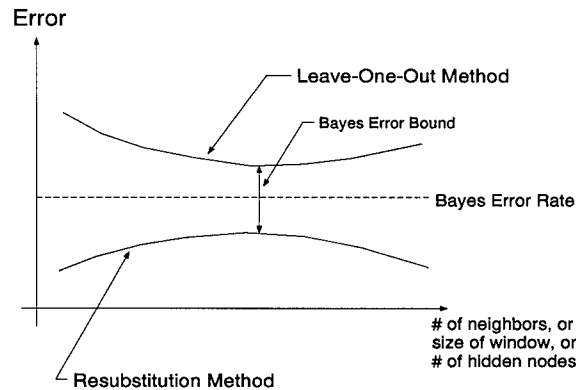 Error
Leave-One-Out Method
Bayes Error Bound
Bayes Error Rate
# of neighbors, or
size of window, or
# of hidden nodes
Resubstitution Method